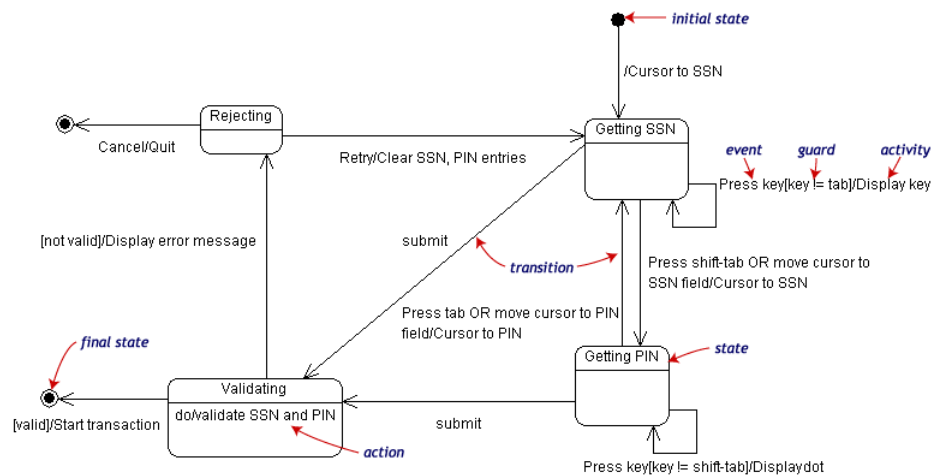 initial state
/Cursor to SSN
Rejecting
Getting SSN
Cancel/Quit
Retry/Clear SSN, PIN entries
event
guard
activity
Press key[key != tab]/Display key
[not valid]/Display error message
submit
transition
Press shift-tab OR move cursor to
SSN field/Cursor to SSN
Press tab OR move cursor to PIN
field/Cursor to PIN
final state
Getting PIN
state
Validating
do/validate SSN and PIN
[valid]/Start transaction
submit
action
Press key[key != shift-tab]/Displaydot